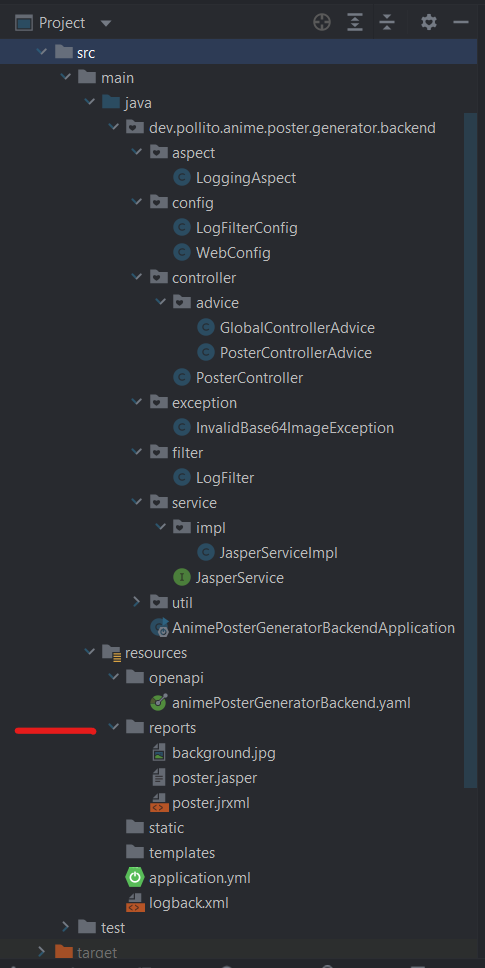 Project
src
main
java
dev.pollito.anime.poster.generator.backend
aspect
C LoggingAspect
config
C LogFilterConfig
C WebConfig
controller
advice
C GlobalControllerAdvice
C PosterControllerAdvice
C PosterController
exception
C InvalidBase64ImageException
filter
C LogFilter
service
impl
C JasperServiceImpl
I JasperService
util
AnimePosterGeneratorBackendApplication
resources
openapi
animePosterGeneratorBackend.yaml
reports
background.jpg
poster.jasper
poster.jrxml
static
templates
application.yml
logback.xml
test
target